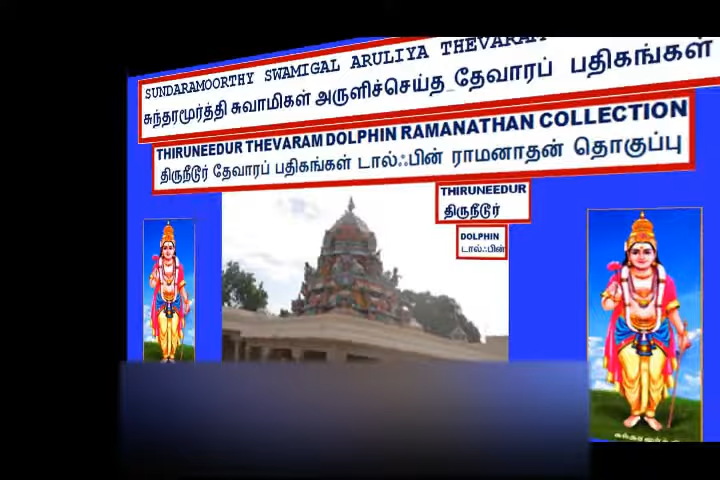 SUNDARAMOORTHY SWAMIGAL ARULIYA THEVARAM
சுந்தரமூர்த்தி சுவாமிகள் அருளிச்செய்த தேவாரப் பதிகங்கள்
THIRUNEEDUR THEVARAM DOLPHIN RAMANATHAN COLLECTION
திருநீடூர் தேவாரப் பதிகங்கள் டால்ஃபின் ராமனாதன் தொகுப்பு
THIRUNEEDUR
திருநீடூர்
DOLPHIN
டால்ஃபின்